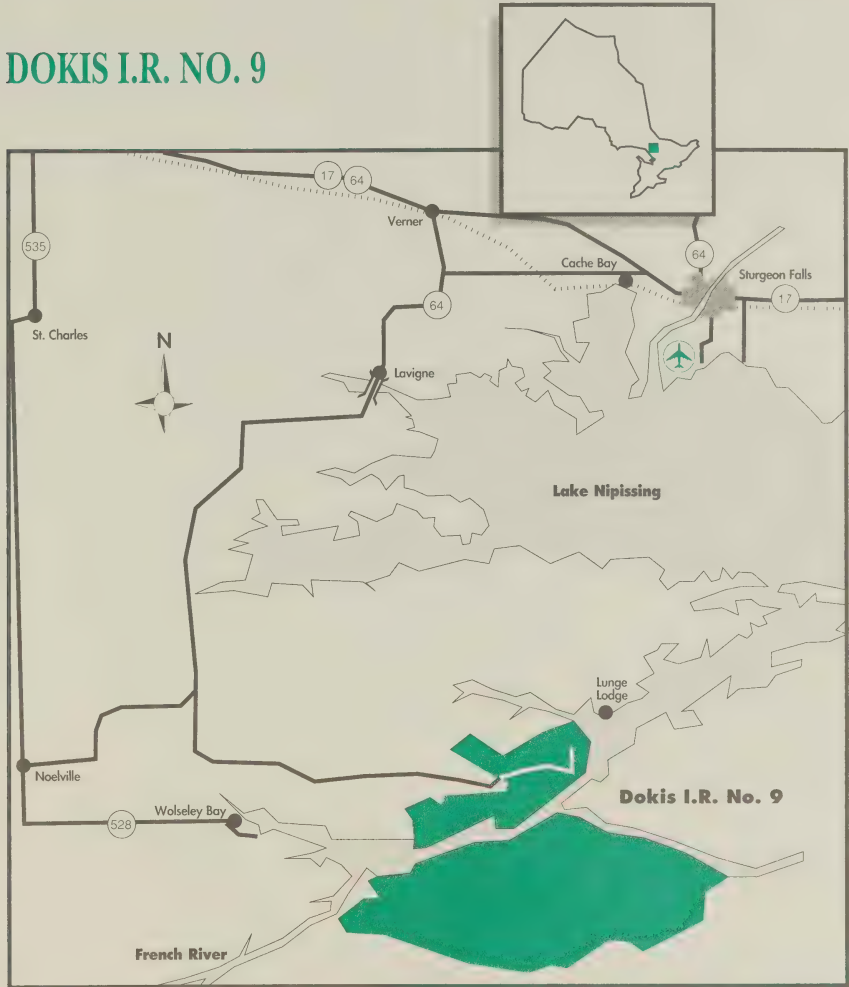 DOKIS I.R. NO. 9
17
64
Verner
535
64
Cache Bay
Sturgeon Falls
17
64
St. Charles
N
Lavigne
Lake Nipissing
Lunge
Lodge
Noelville
Dokis I.R. No. 9
Wolseley Bay
528
French River